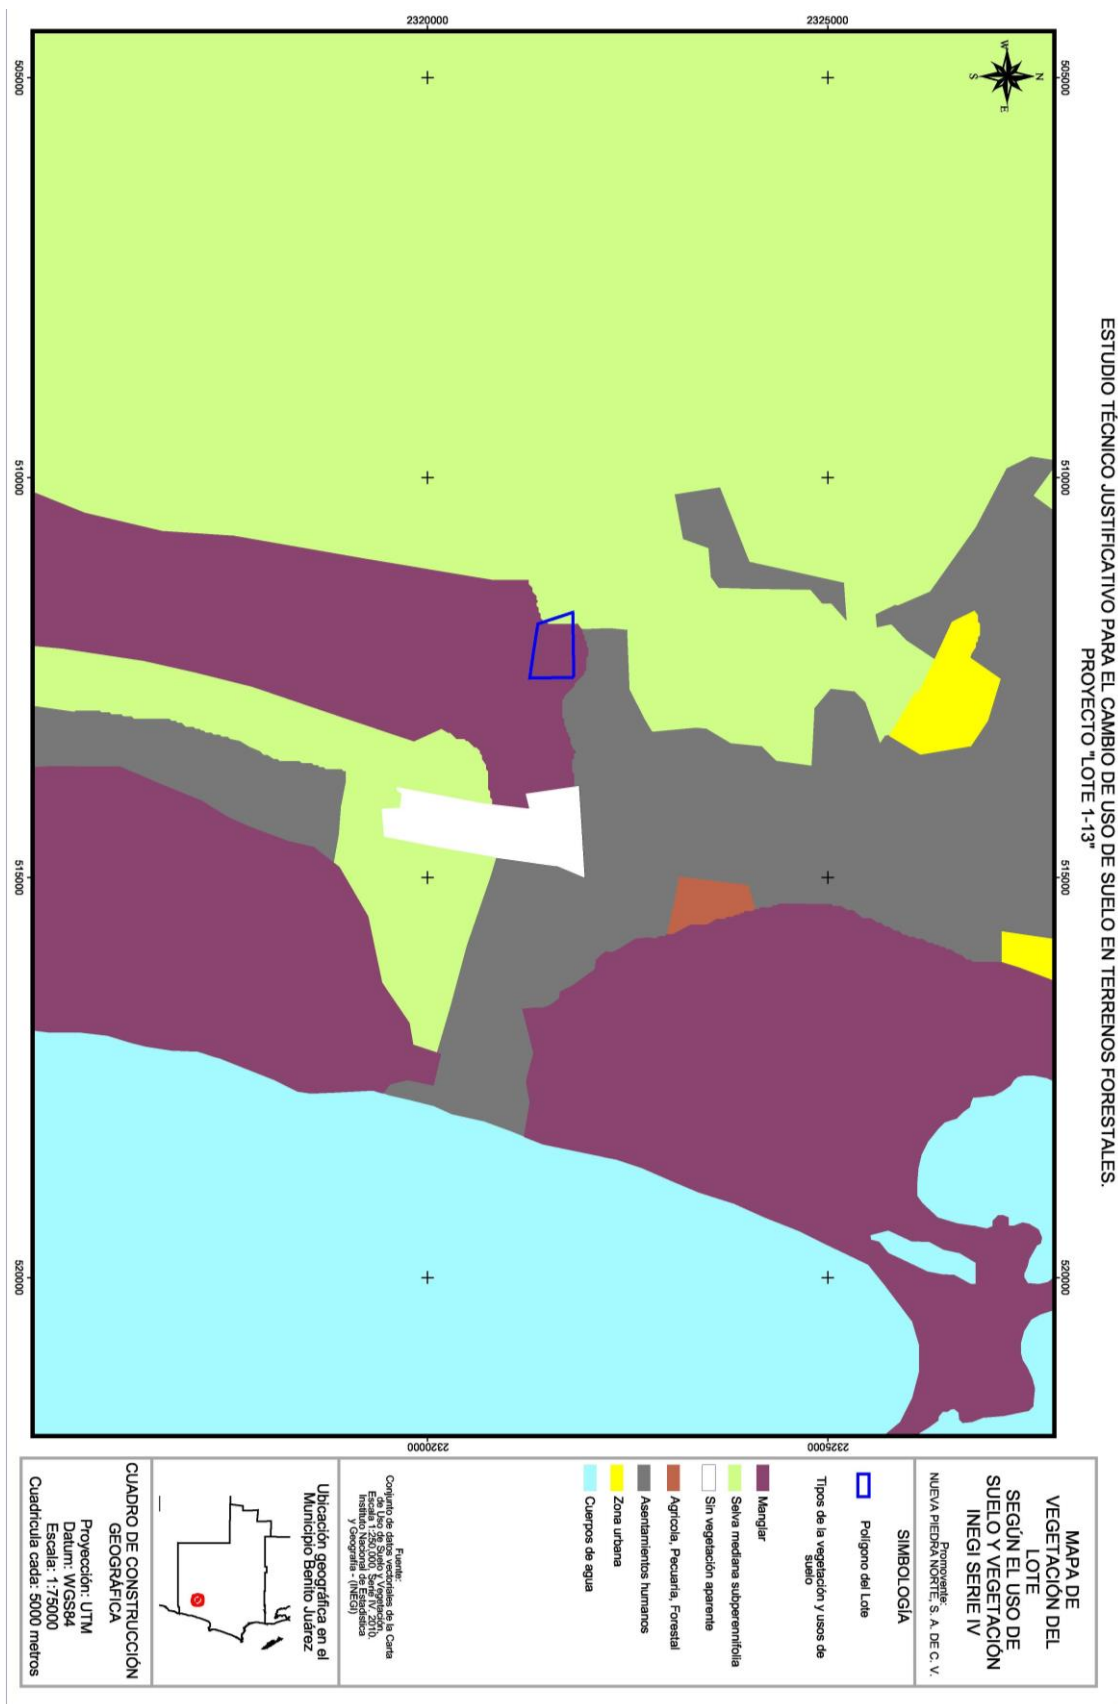 ESTUDIO TÉCNICO JUSTIFICATIVO PARA EL CAMBIO DE USO DE SUELO EN TERRENOS FORESTALES.
PROYECTO "LOTE 1-13"
505000
510000
515000
520000
2325000
2320000
2325000
2320000
505000
510000
515000
520000
N
W
E
S
MAPA DE
VEGETACIÓN DEL
LOTE
SEGÚN EL USO DE
SUELO Y VEGETACIÓN
INEGI SERIE IV
Promovente:
NUEVA PIEDRA NORTE, S. A. DE C. V.
SIMBOLOGÍA
Polígono del Lote
Tipos de la vegetación y usos de
suelo
Manglar
Selva mediana subperennifolia
Sin vegetación aparente
Agrícola, Pecuaria, Forestal
Asentamientos humanos
Zona urbana
Cuerpos de agua
Fuente:
Conjunto de datos vectoriales de la Carta
de Uso de Suelo y Vegetación.
Escala 1:250,000, Serie IV, 2010.
Instituto Nacional de Estadística
y Geografía - (INEGI)
Ubicación geográfica en el
Municipio Benito Juárez
CUADRO DE CONSTRUCCIÓN
GEOGRÁFICA
Proyección: UTM
Datum: WGS84
Escala: 1:75000
Cuadricula cada: 5000 metros